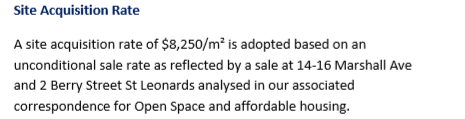 Site Acquisition Rate
A site acquisition rate of $8,250/m² is adopted based on an
unconditional sale rate as reflected by a sale at 14-16 Marshall Ave
and 2 Berry Street St Leonards analysed in our associated
correspondence for Open Space and affordable housing.